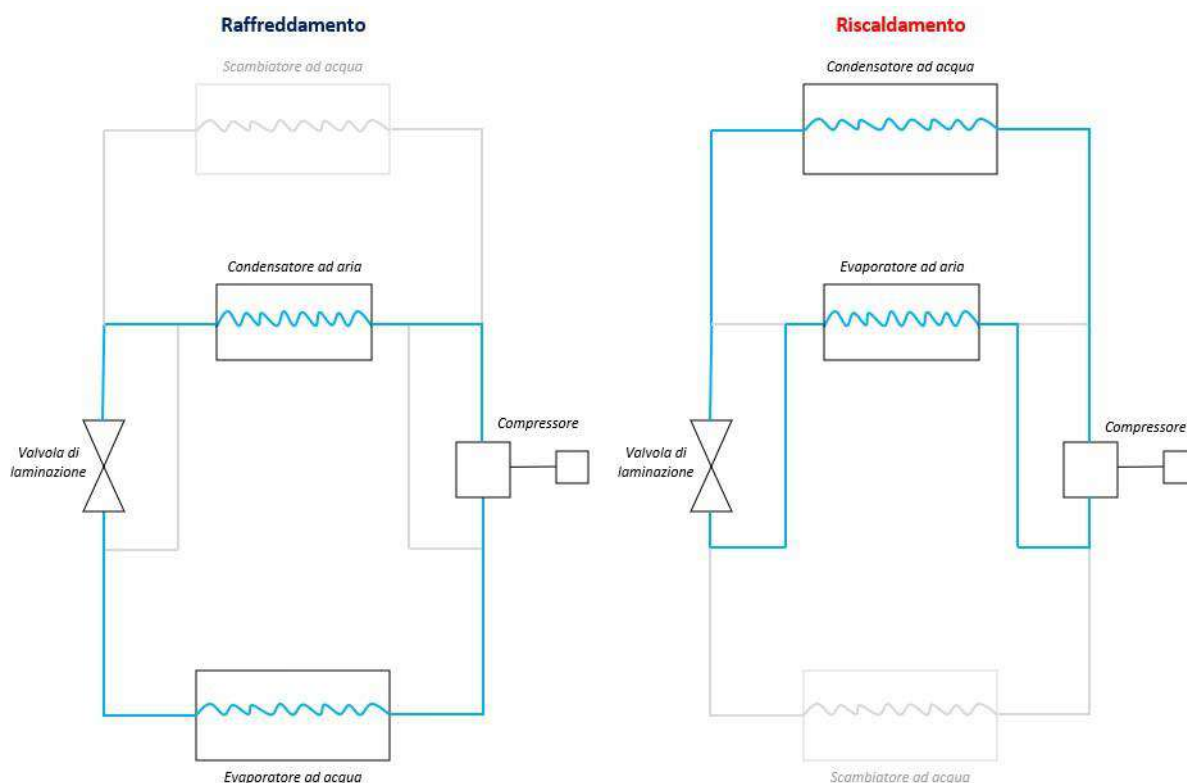 Raffreddamento
Scambiatore ad acqua
Condensatore ad aria
Compressore
Valvola di
laminazione
Evaporatore ad acqua
Riscaldamento
Condensatore ad acqua
Evaporatore ad aria
Compressore
Valvola di
laminazione
Scambiatore ad acqua